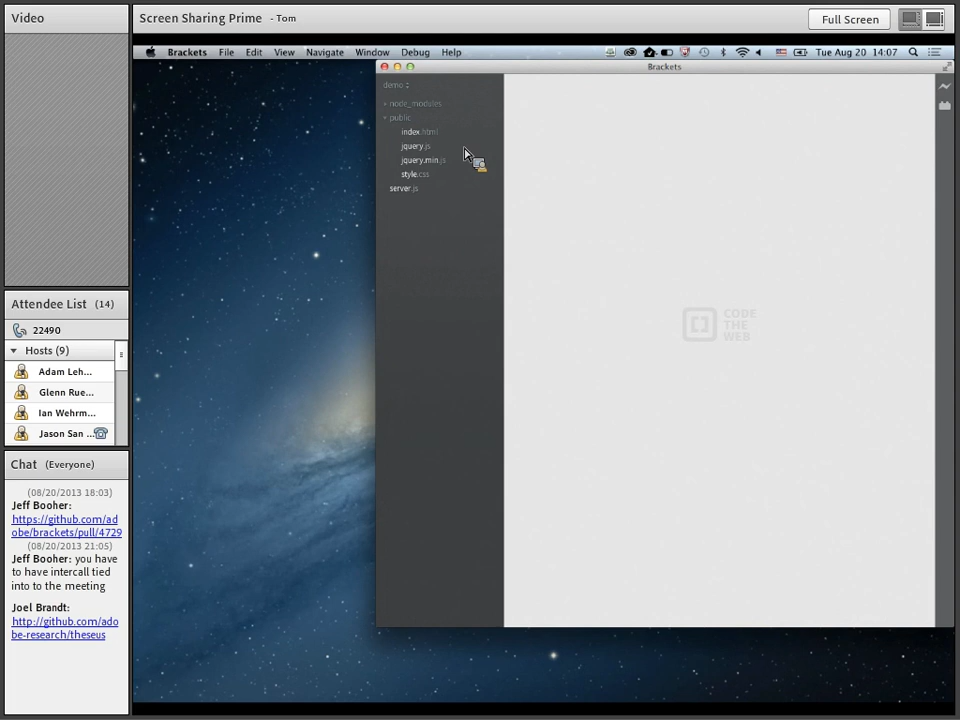 Video
Screen Sharing Prime - Tom
Full Screen
Brackets File Edit View Navigate Window Debug Help
Tue Aug 20 14:07
Brackets
demo
node_modules
public
index.html
jquery.js
jquery.min.js
style.css
server.js
CODE
THE
WEB
Attendee List (14)
22490
Hosts (9)
Adam Leh...
Glenn Rue...
Ian Wehrm...
Jason San ...
Chat (Everyone)
(08/20/2013 18:03)
Jeff Booher:
https://github.com/ad
obe/brackets/pull/4729
(08/20/2013 21:05)
Jeff Booher: you have
to have intercall tied
into to the meeting
Joel Brandt:
http://github.com/ado
be-research/theseus